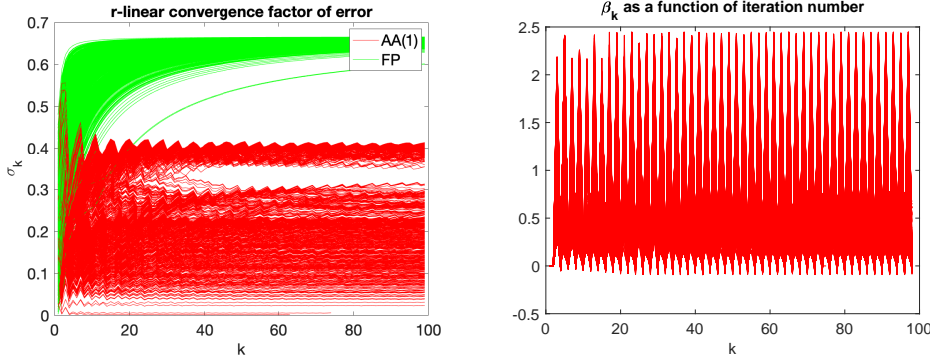 r-linear convergence factor of error
0.7
0.6
0.5
0.4
0.3
0.2
0.1
0
σk
0 20 40 60 80 100
k
AA(1)
FP
βk as a function of iteration number
2.5
2
1.5
1
0.5
0
-0.5
0 20 40 60 80 100
k